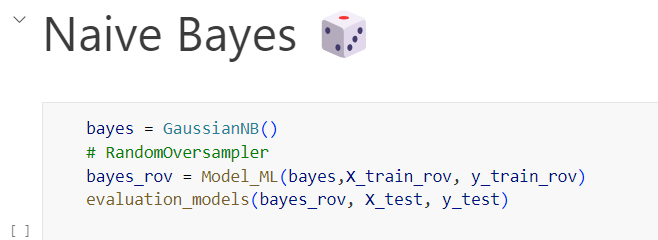 Naive Bayes 🎲
bayes = GaussianNB()
# RandomOversampler
bayes_rov = Model_ML(bayes,X_train_rov, y_train_rov)
evaluation_models(bayes_rov, X_test, y_test)
[ ]